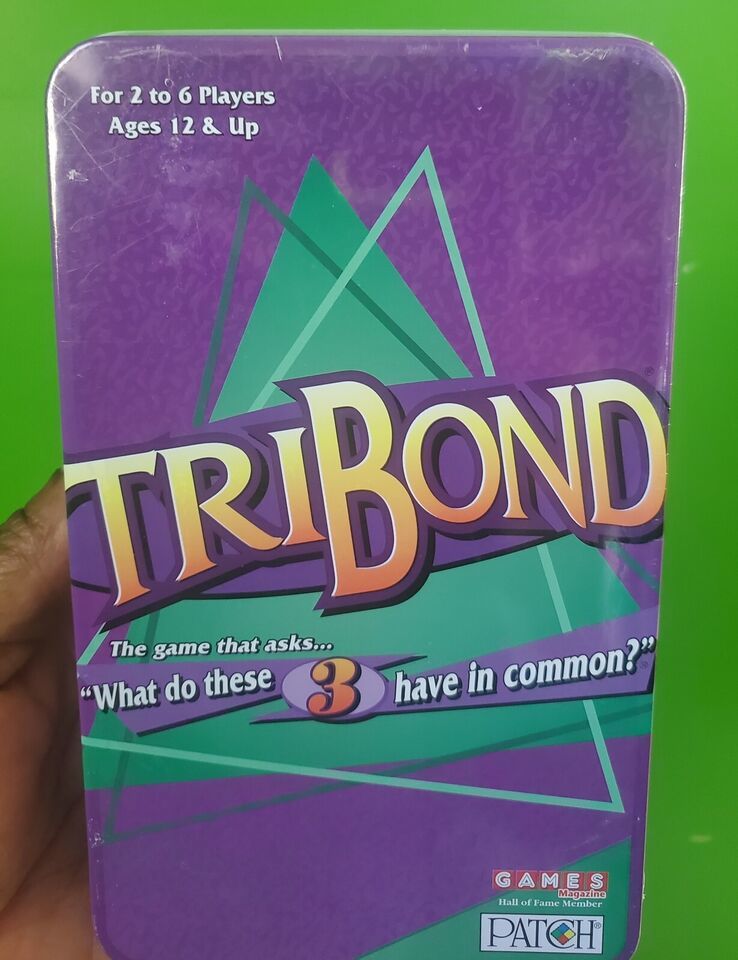 For 2 to 6 Players
Ages 12 & Up
TRIBOND
The game that asks...
"What do these 3 have in common?"®
GAMES
Magazine
Hall of Fame Member
PATCH®